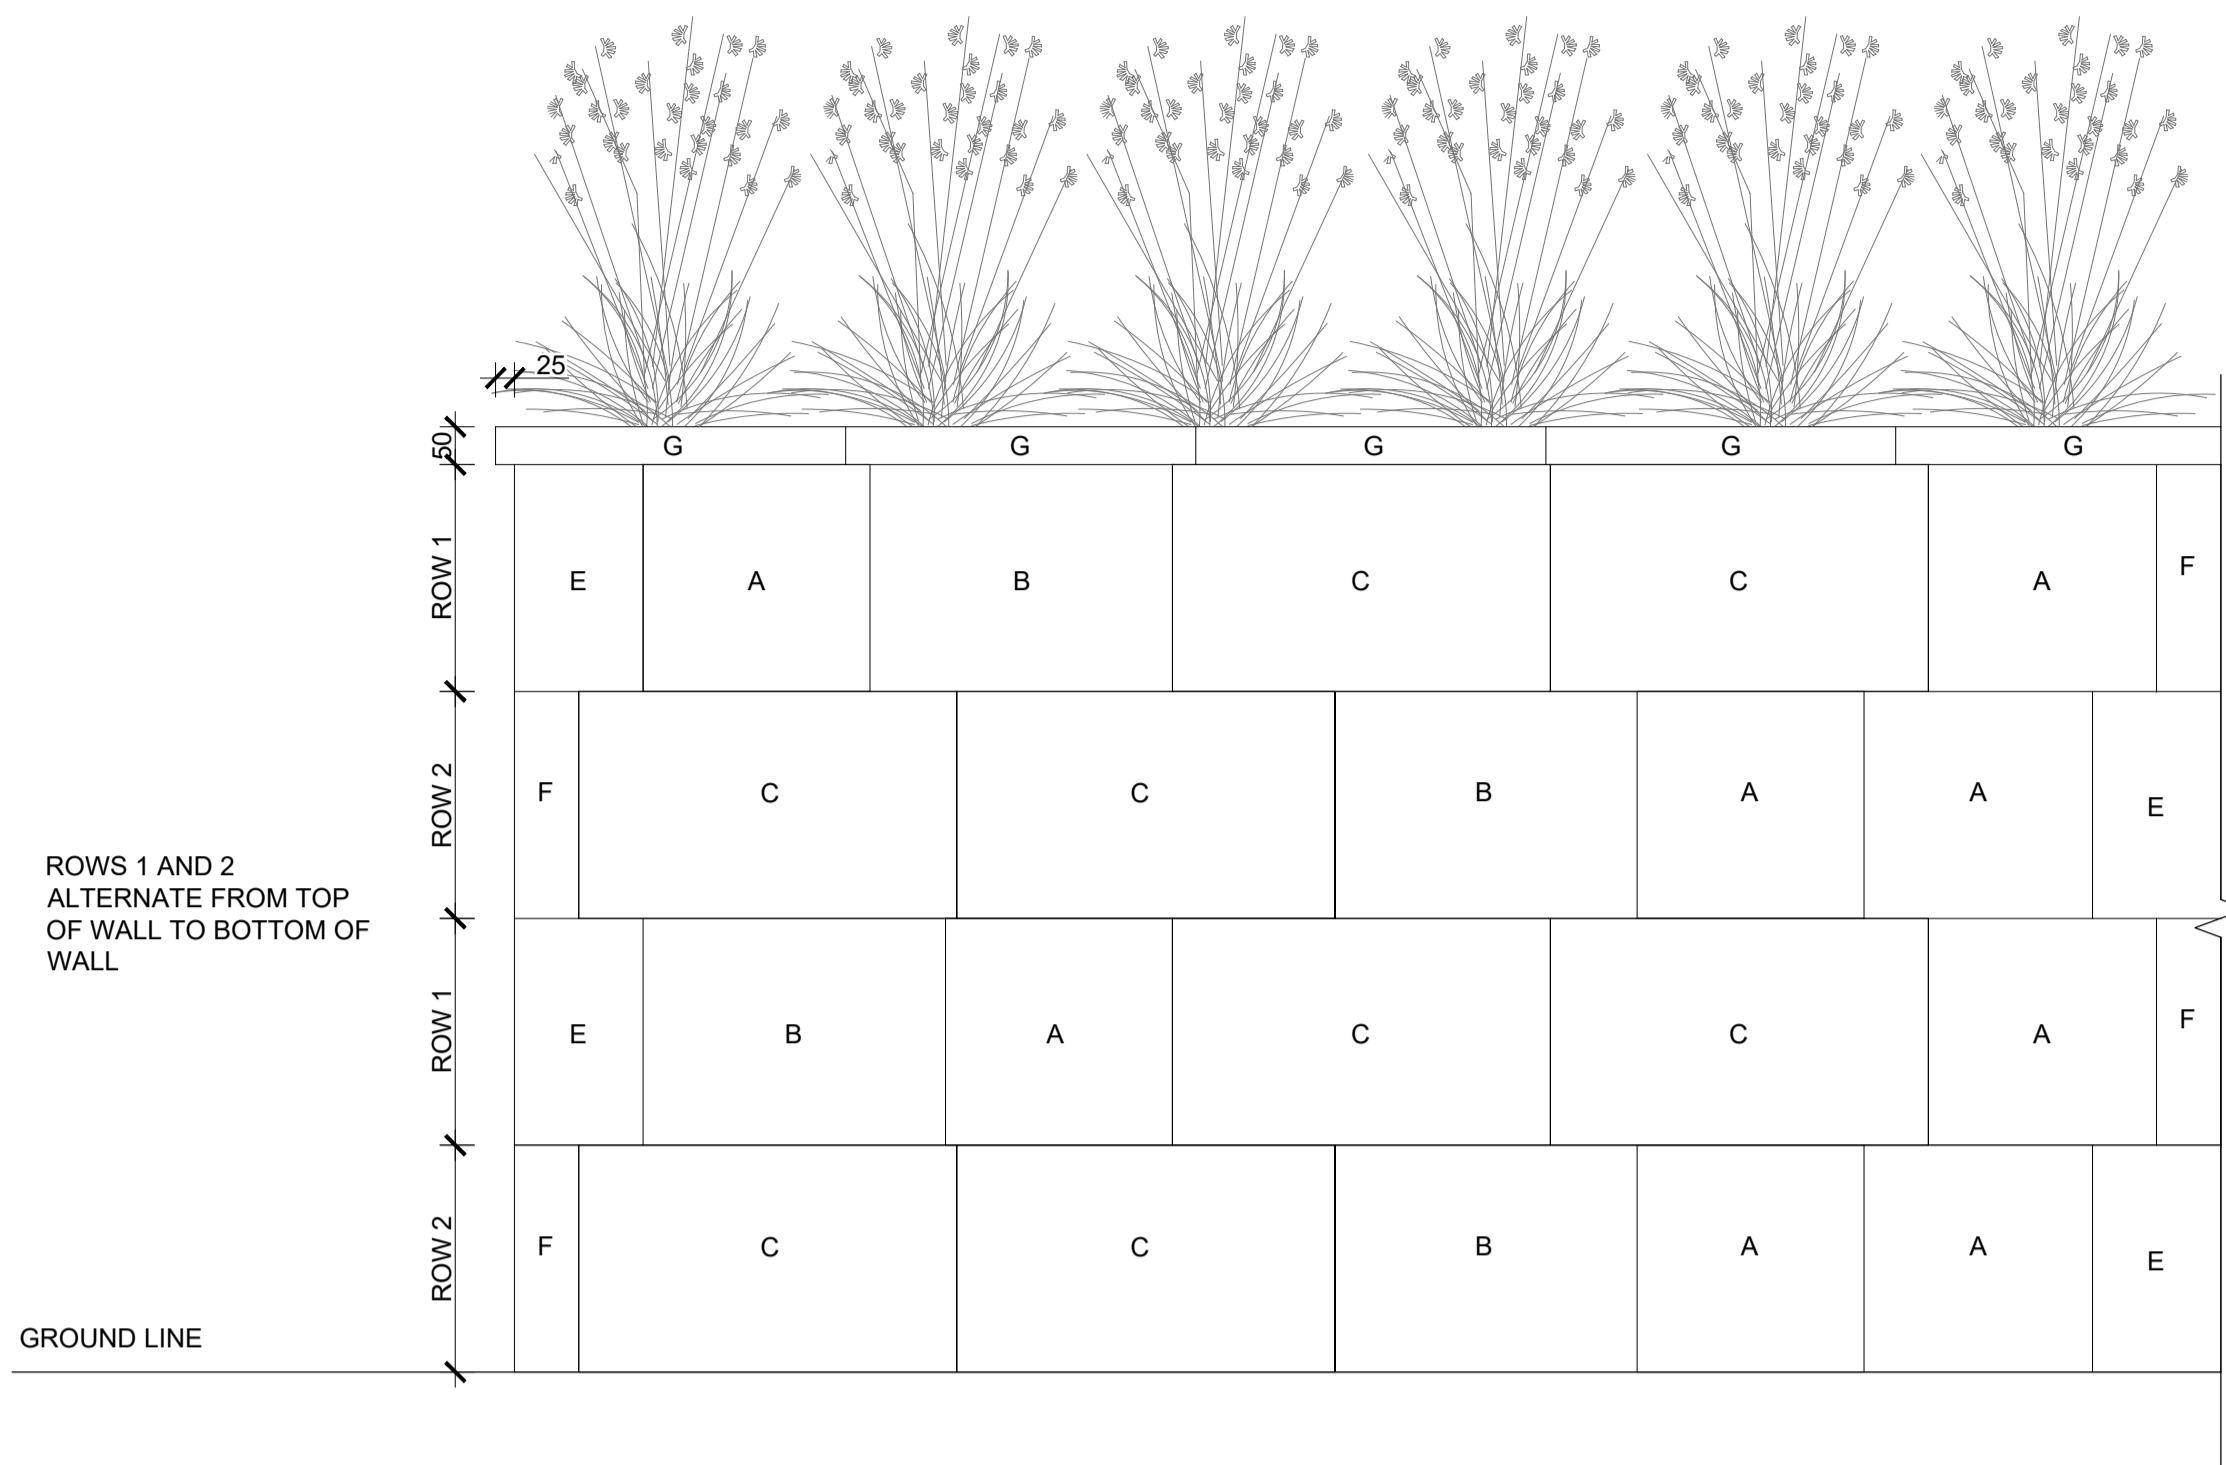 25
50
G G G G G
ROW 1
E A B C C A F
ROW 2
F C C B A A E
ROWS 1 AND 2
ALTERNATE FROM TOP
OF WALL TO BOTTOM OF
WALL
ROW 1
E B A C C A F
ROW 2
F C C B A A E
GROUND LINE